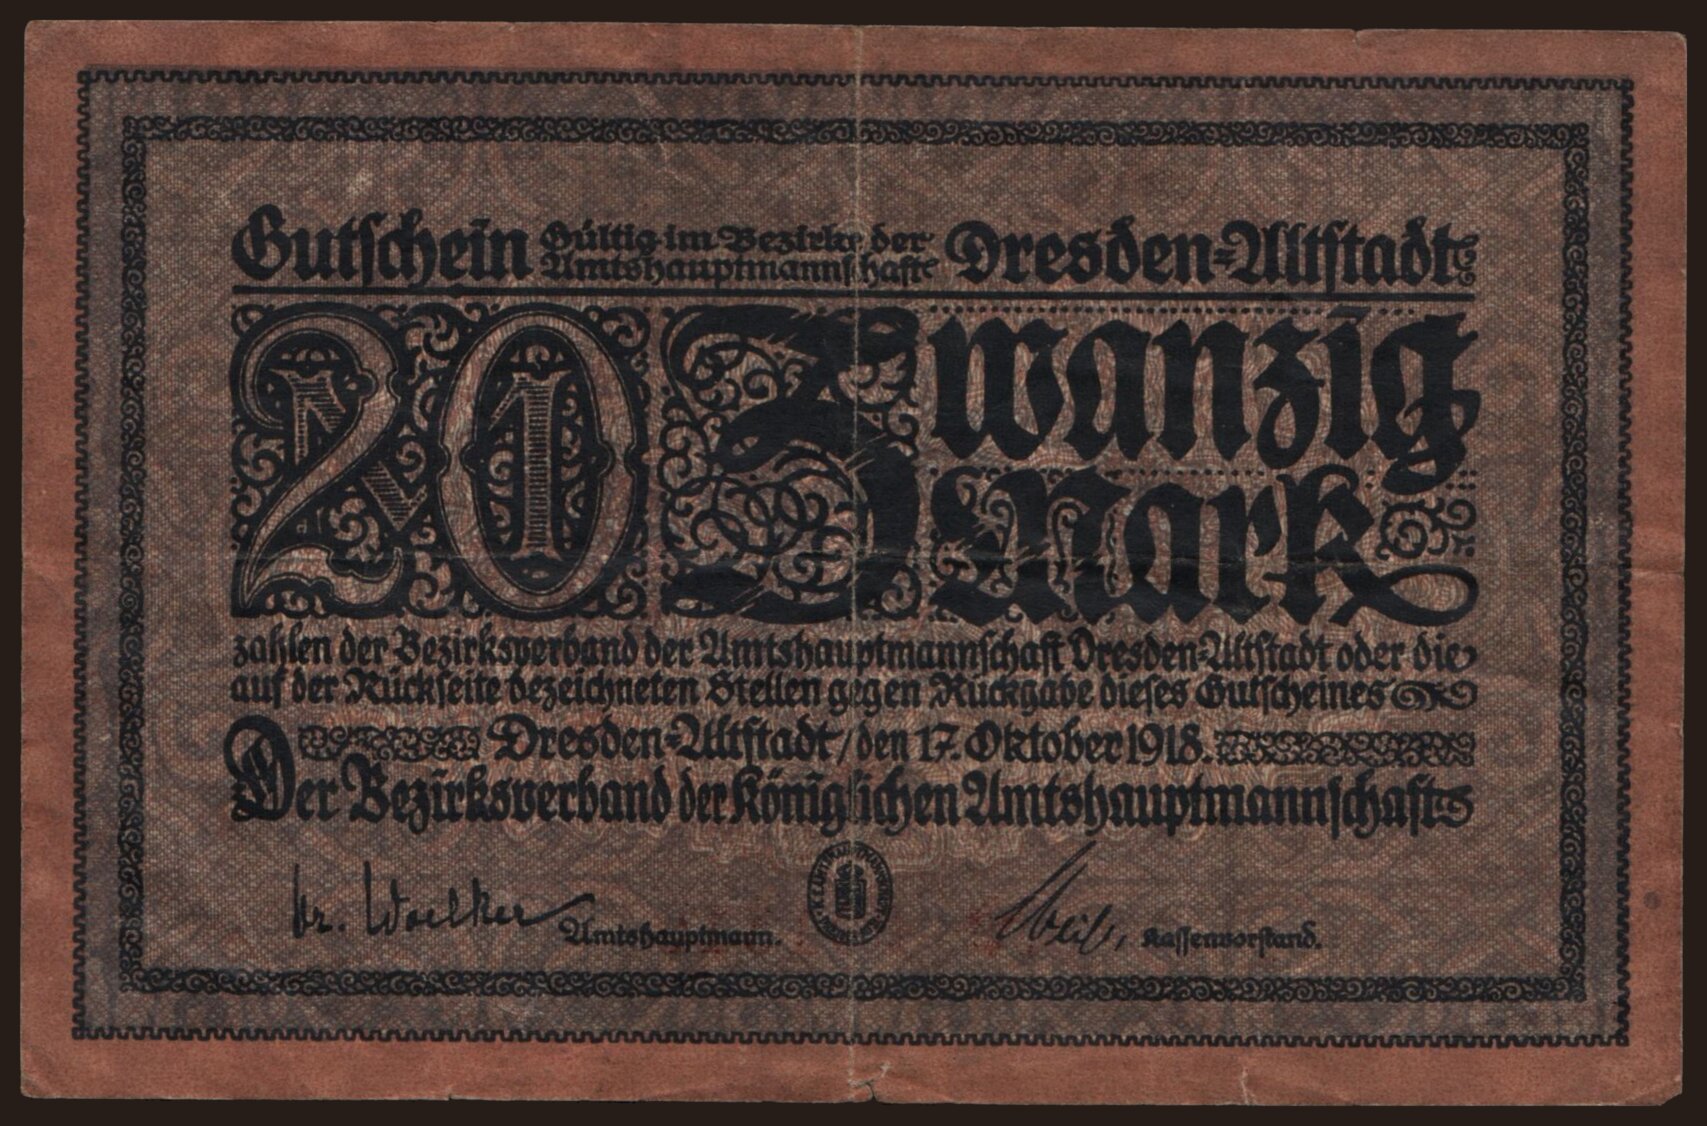 Gutschein Gültig im Bezirke der Amtshauptmannschaft Dresden-Altstadt
20 Zwanzig
Mark
zahlen der Bezirksverband der Amtshauptmannschaft Dresden-Altstadt oder die
auf der Rückseite bezeichneten Stellen gegen Rückgabe dieses Gutscheines
Dresden-Altstadt/den 17. Oktober 1918.
Der Bezirksverband der Königlichen Amtshauptmannschaft
Dr. Woelker Amtshauptmann.
Kassenvorstand.